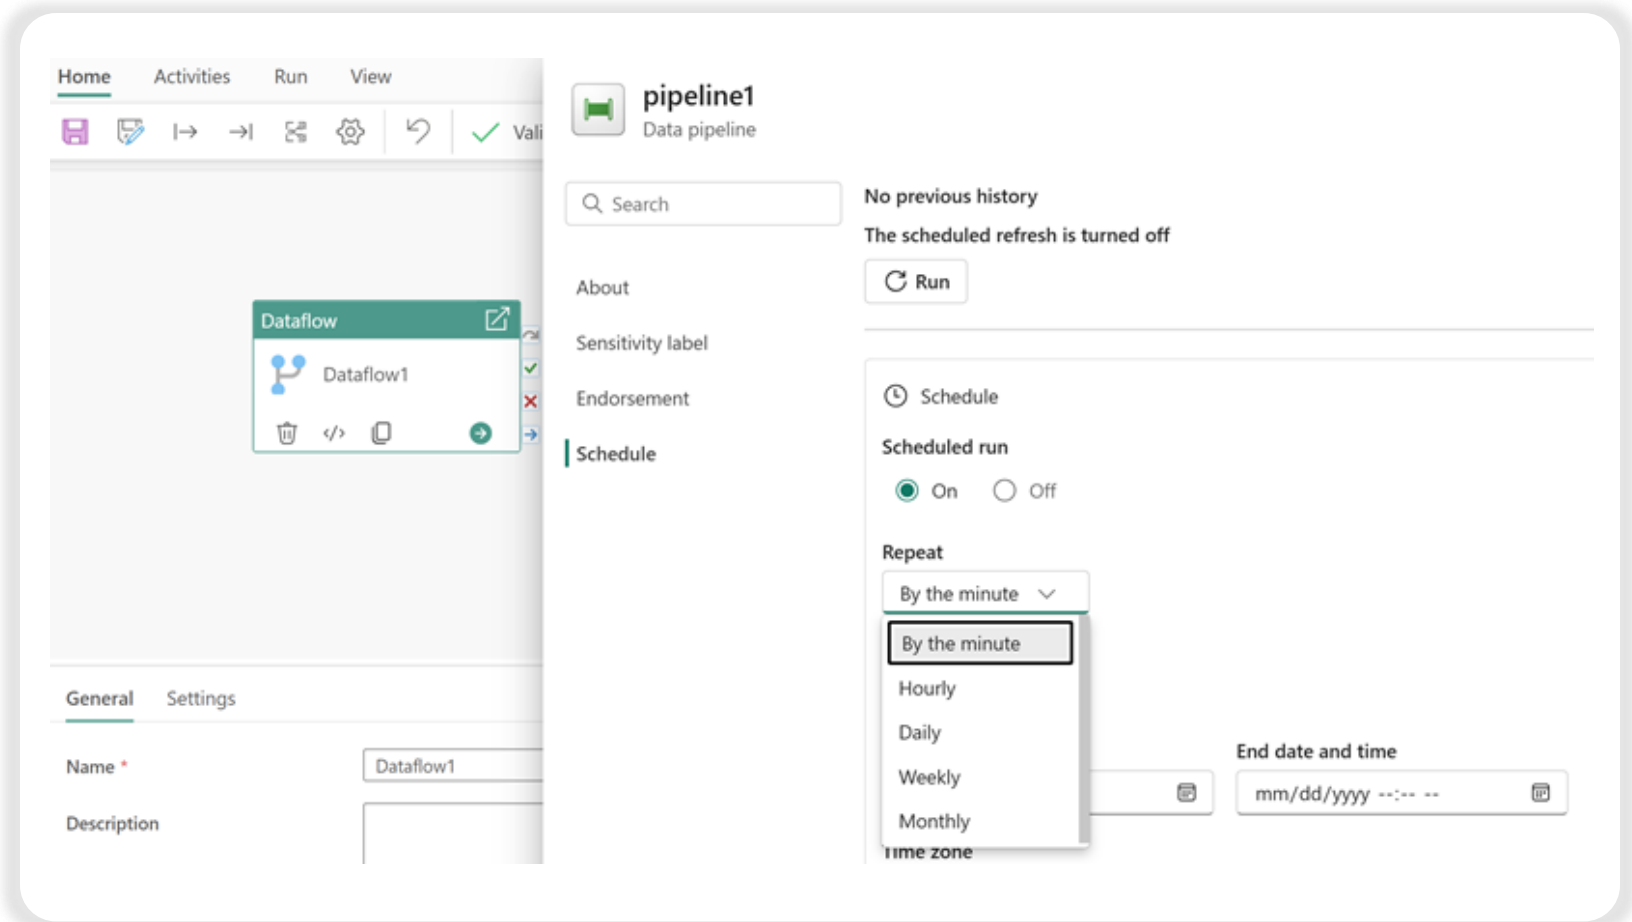 Home Activities Run View
Vali
Dataflow
Dataflow1
</>
General Settings
Name * Dataflow1
Description
pipeline1
Data pipeline
Search
About
Sensitivity label
Endorsement
Schedule
No previous history
The scheduled refresh is turned off
Run
Schedule
Scheduled run
On Off
Repeat
By the minute
By the minute
Hourly
Daily
Weekly
Monthly
End date and time
mm/dd/yyyy --:-- --
Time zone